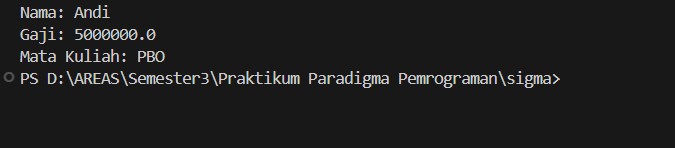 Nama: Andi
Gaji: 5000000.0
Mata Kuliah: PBO
PS D:\AREAS\Semester3\Praktikum Paradigma Pemrograman\sigma>